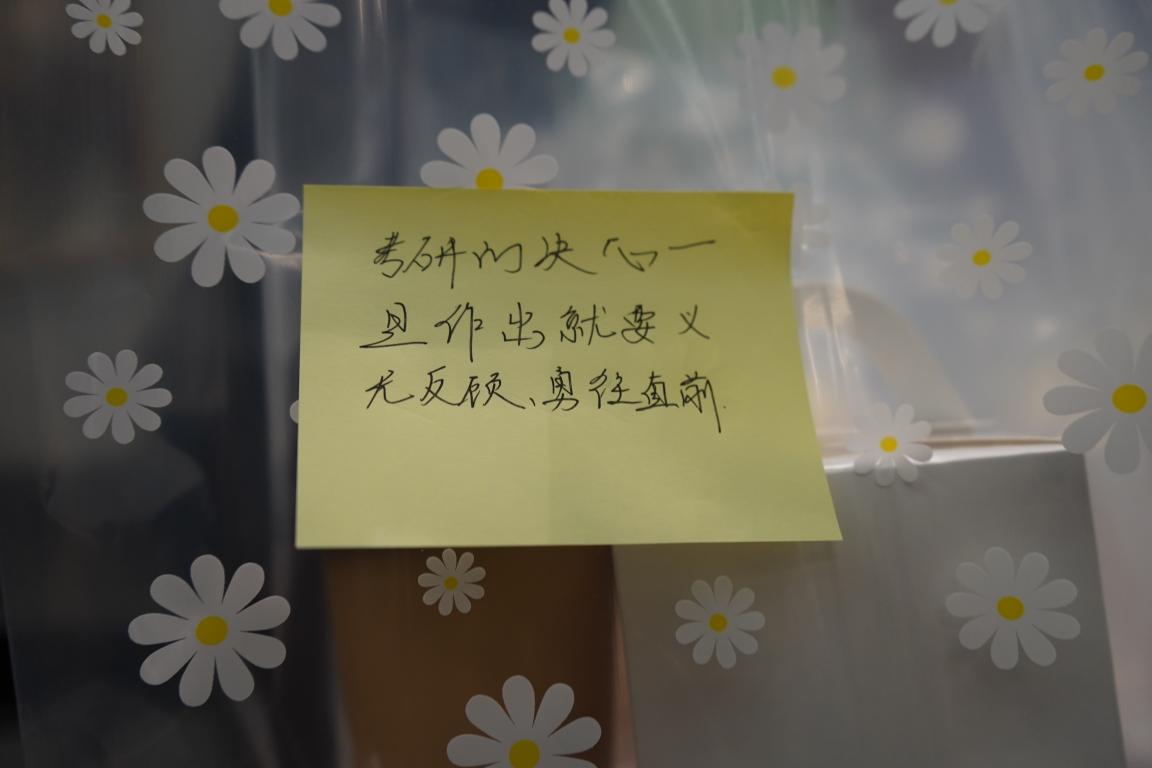 考研的决心一
旦作出就要义
无反顾、勇往直前.